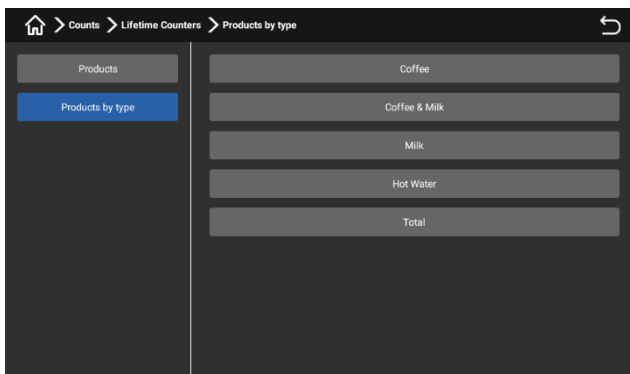 Counts Lifetime Counters Products by type
Products
Products by type
Coffee
Coffee & Milk
Milk
Hot Water
Total